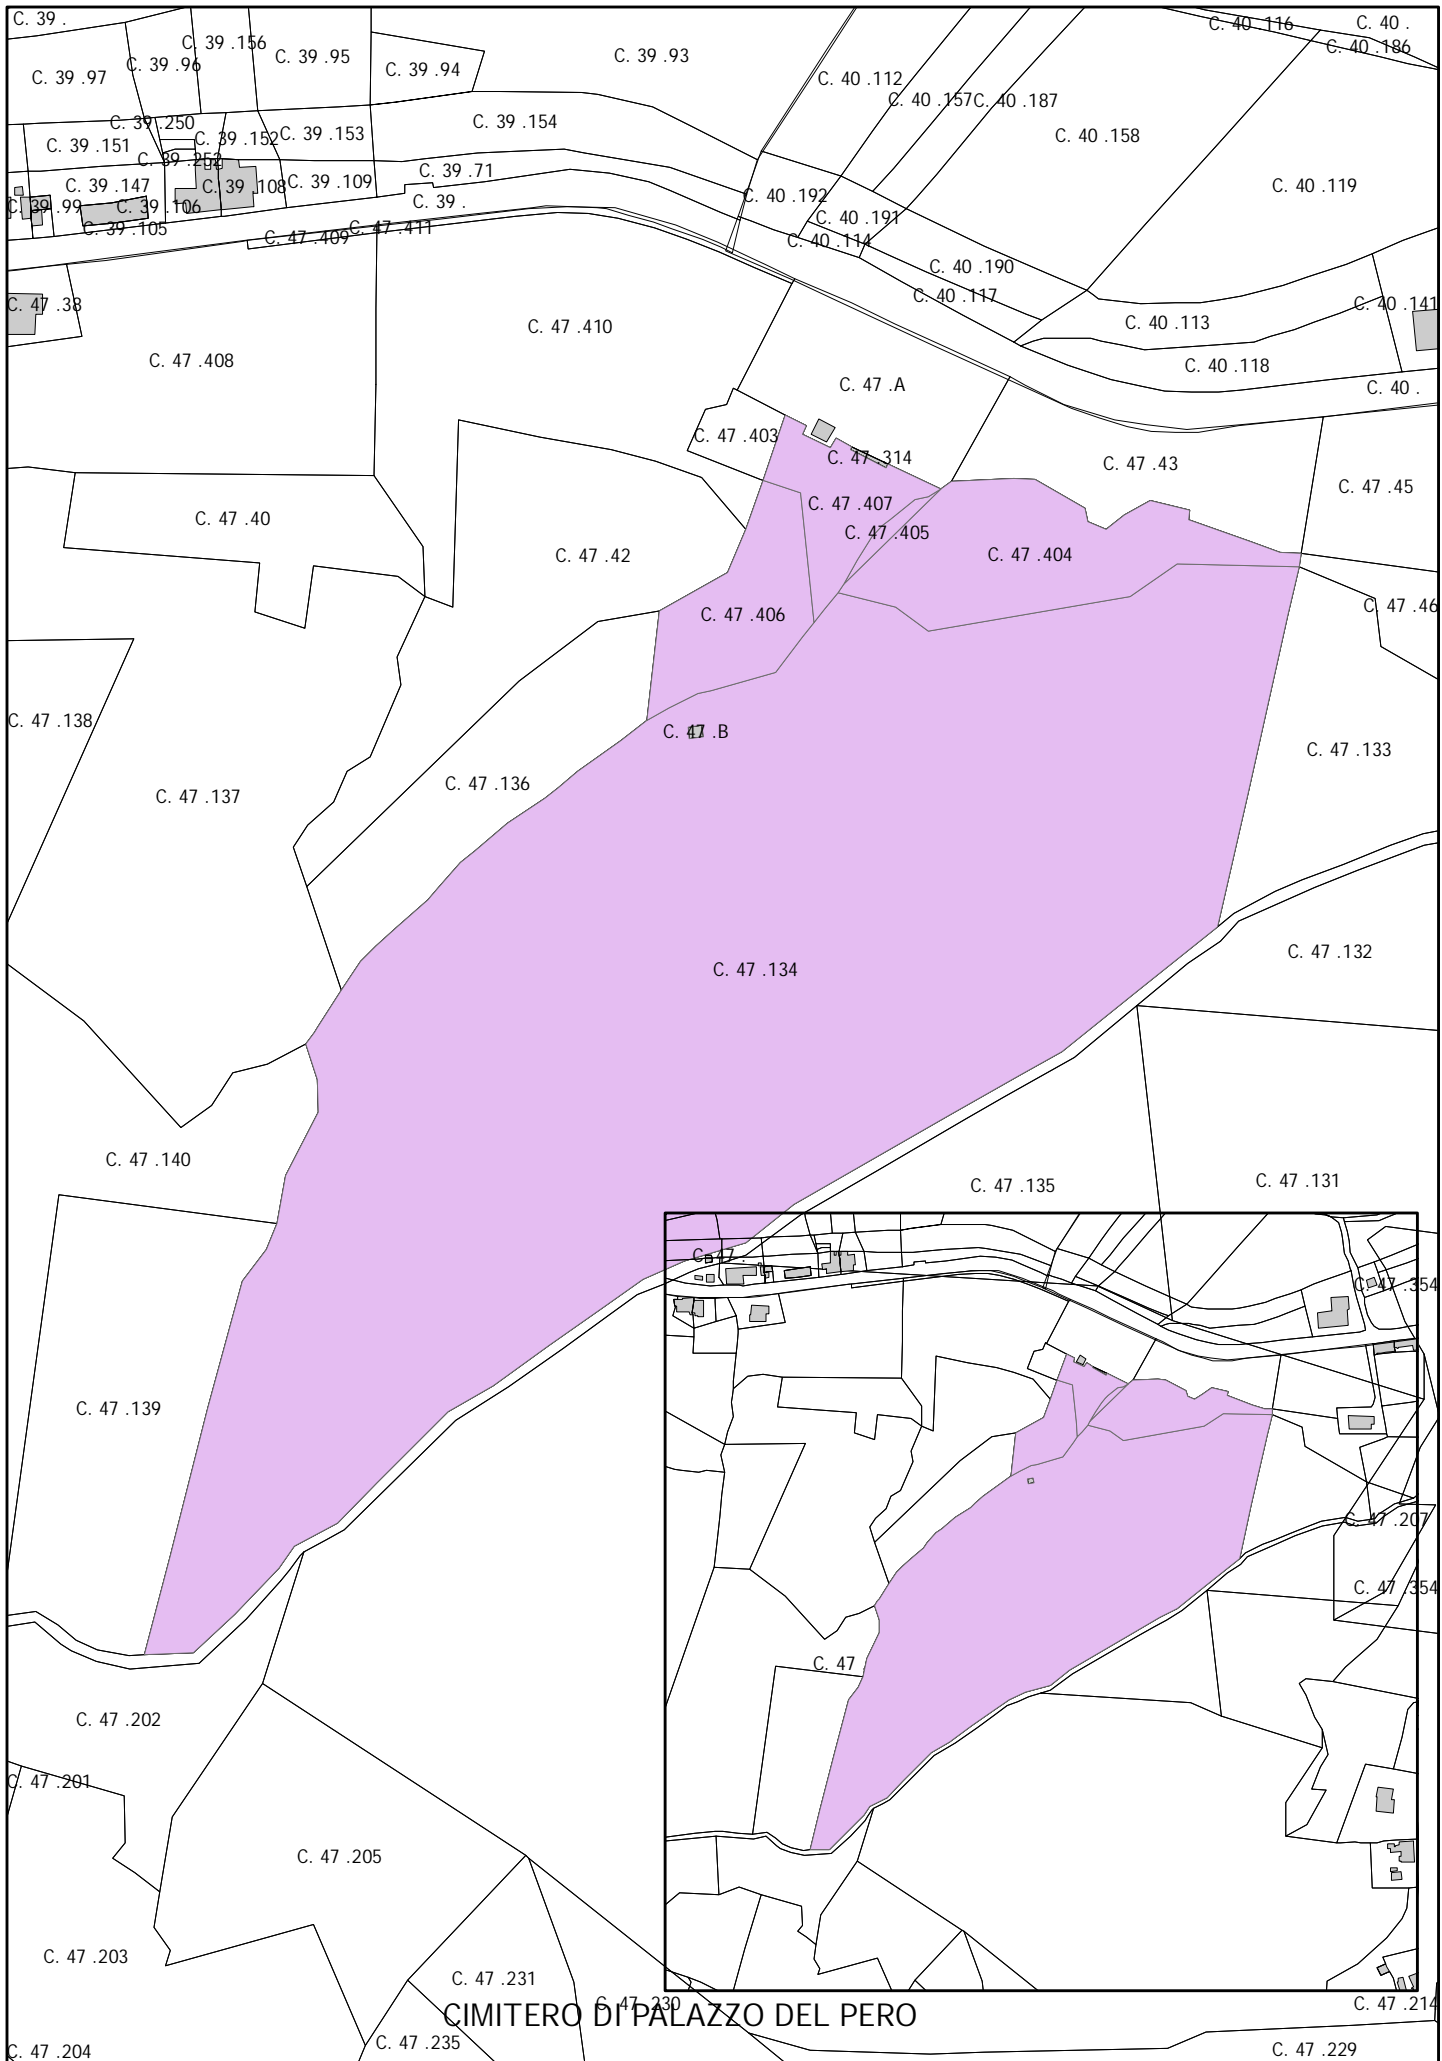 C. 39 .
C. 39 .156
C. 39 .95
C. 39 .93
C. 40 .116
C. 40 .
C. 40 .186
C. 39 .97
C. 39 .96
C. 39 .94
C. 40 .112
C. 40 .157
C. 40 .187
C. 39 .250
C. 39 .151
C. 39 .152
C. 39 .153
C. 39 .154
C. 40 .158
C. 39 .252
C. 39 .147
C. 39 .108
C. 39 .109
C. 39 .71
C. 40 .119
C. 39 .99
C. 39 .106
C. 39 .
C. 40 .192
C. 39 .105
C. 47 .409
C. 47 .411
C. 40 .191
C. 40 .114
C. 40 .190
C. 40 .117
C. 47 .38
C. 40 .141
C. 47 .410
C. 40 .113
C. 47 .408
C. 40 .118
C. 47 .A
C. 40 .
C. 47 .403
C. 47 .314
C. 47 .43
C. 47 .45
C. 47 .407
C. 47 .40
C. 47 .405
C. 47 .42
C. 47 .404
C. 47 .406
C. 47 .46
C. 47 .138
C. 47 .B
C. 47 .133
C. 47 .136
C. 47 .137
C. 47 .132
C. 47 .134
C. 47 .140
C. 47 .135
C. 47 .131
C. 47 .
C. 47 .354
C. 47 .139
C. 47 .207
C. 47 .354
C. 47
C. 47 .202
C. 47 .201
C. 47 .205
C. 47 .203
C. 47 .231
C. 47 .230
C. 47 .214
CIMITERO DI PALAZZO DEL PERO
C. 47 .235
C. 47 .204
C. 47 .229